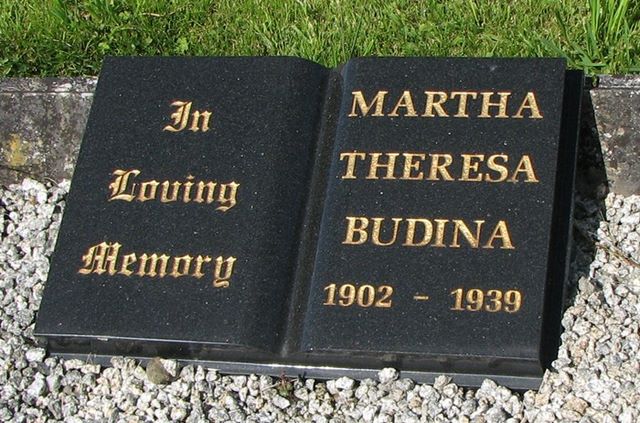 In
Loving
Memory
MARTHA
THERESA
BUDINA
1902 - 1939